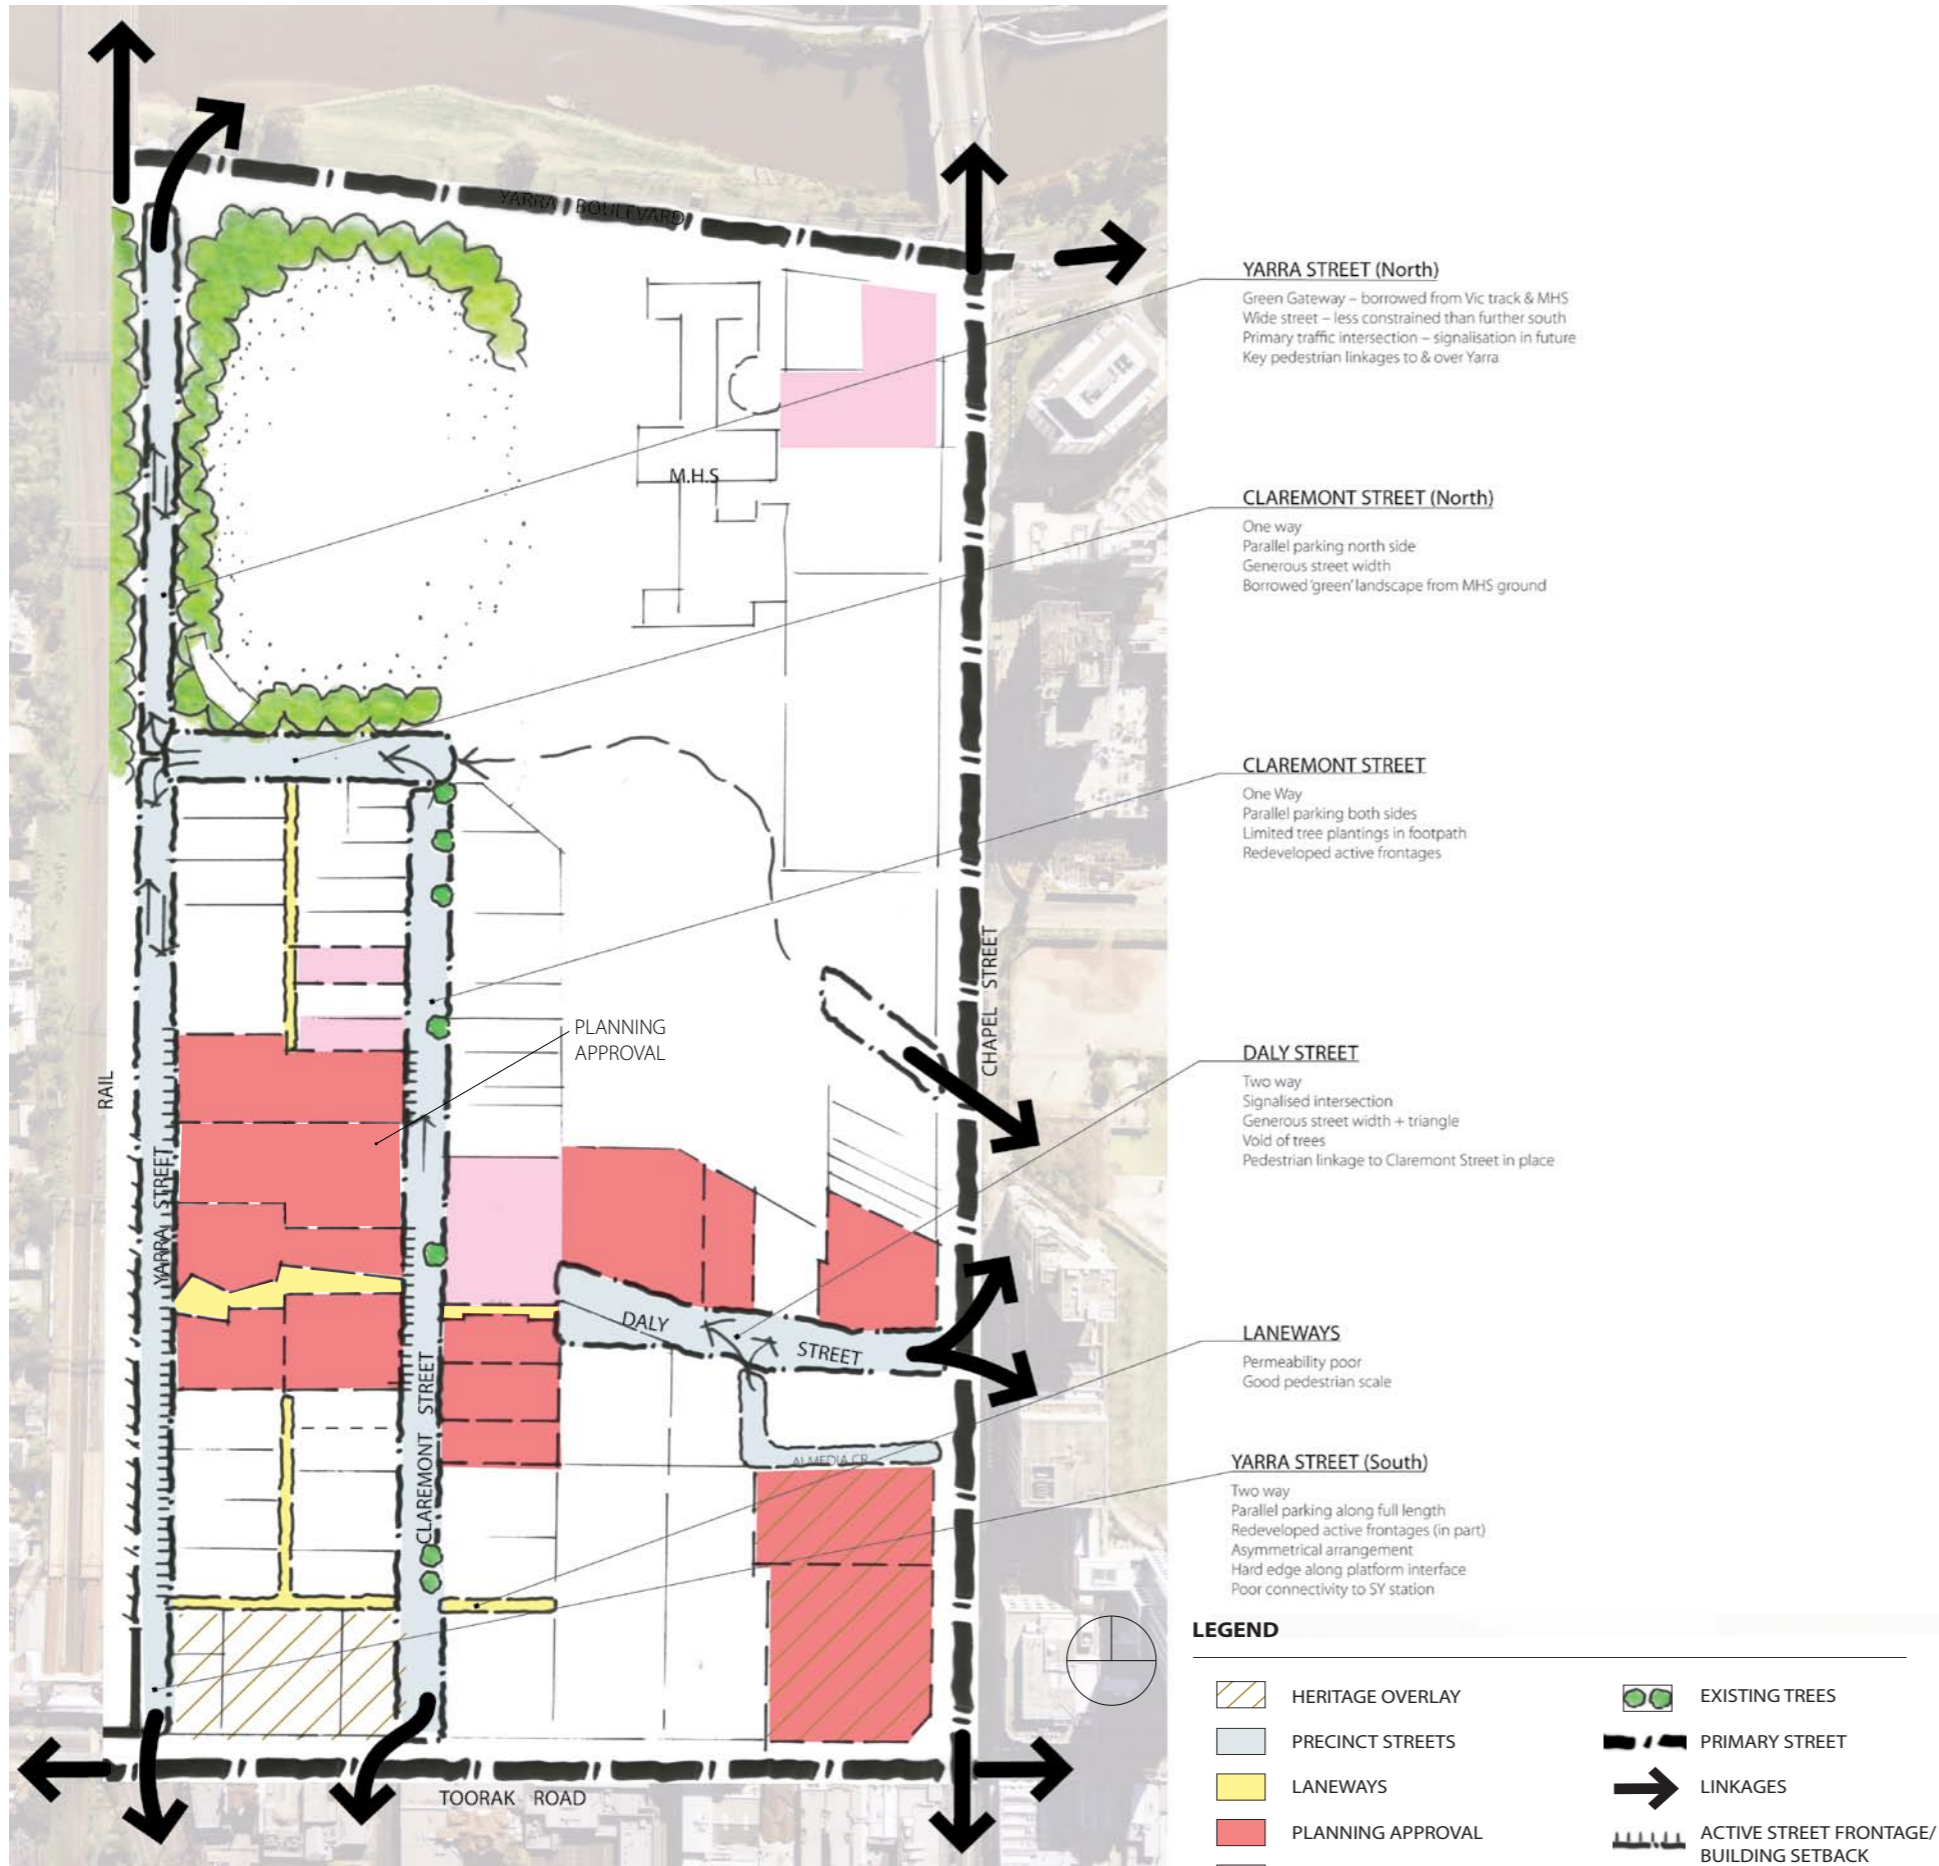 YARRA BOULEVARD
M.H.S
PLANNING
APPROVAL
RAIL
YARRA STREET
CLAREMONT STREET
CHAPEL STREET
DALY STREET
ALMEDIA CR
TOORAK ROAD
YARRA STREET (North)
Green Gateway – borrowed from Vic track & MHS
Wide street – less constrained than further south
Primary traffic intersection – signalisation in future
Key pedestrian linkages to & over Yarra
CLAREMONT STREET (North)
One way
Parallel parking north side
Generous street width
Borrowed 'green' landscape from MHS ground
CLAREMONT STREET
One Way
Parallel parking both sides
Limited tree plantings in footpath
Redeveloped active frontages
DALY STREET
Two way
Signalised intersection
Generous street width + triangle
Void of trees
Pedestrian linkage to Claremont Street in place
LANEWAYS
Permeability poor
Good pedestrian scale
YARRA STREET (South)
Two way
Parallel parking along full length
Redeveloped active frontages (in part)
Asymmetrical arrangement
Hard edge along platform interface
Poor connectivity to SY station
LEGEND
HERITAGE OVERLAY
PRECINCT STREETS
LANEWAYS
PLANNING APPROVAL
EXISTING TREES
PRIMARY STREET
LINKAGES
ACTIVE STREET FRONTAGE/
BUILDING SETBACK